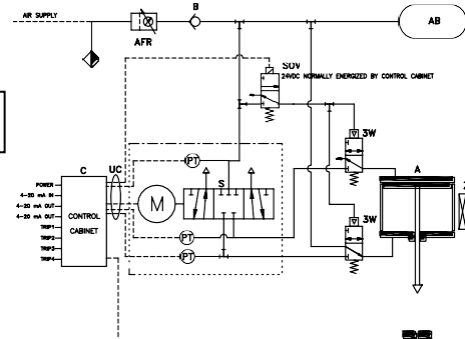 B
AIR SUPPLY
AB
AFR
SOV
24VDC NORMALLY ENERGIZED BY CONTROL CABINET
3W
PT
C
UC
S
A
POWER
4-20 mA IN
4-20 mA OUT
4-20 mA OUT
TRIP1
TRIP2
TRIP3
TRIP4
CONTROL
CABINET
M
3W
PT
PT